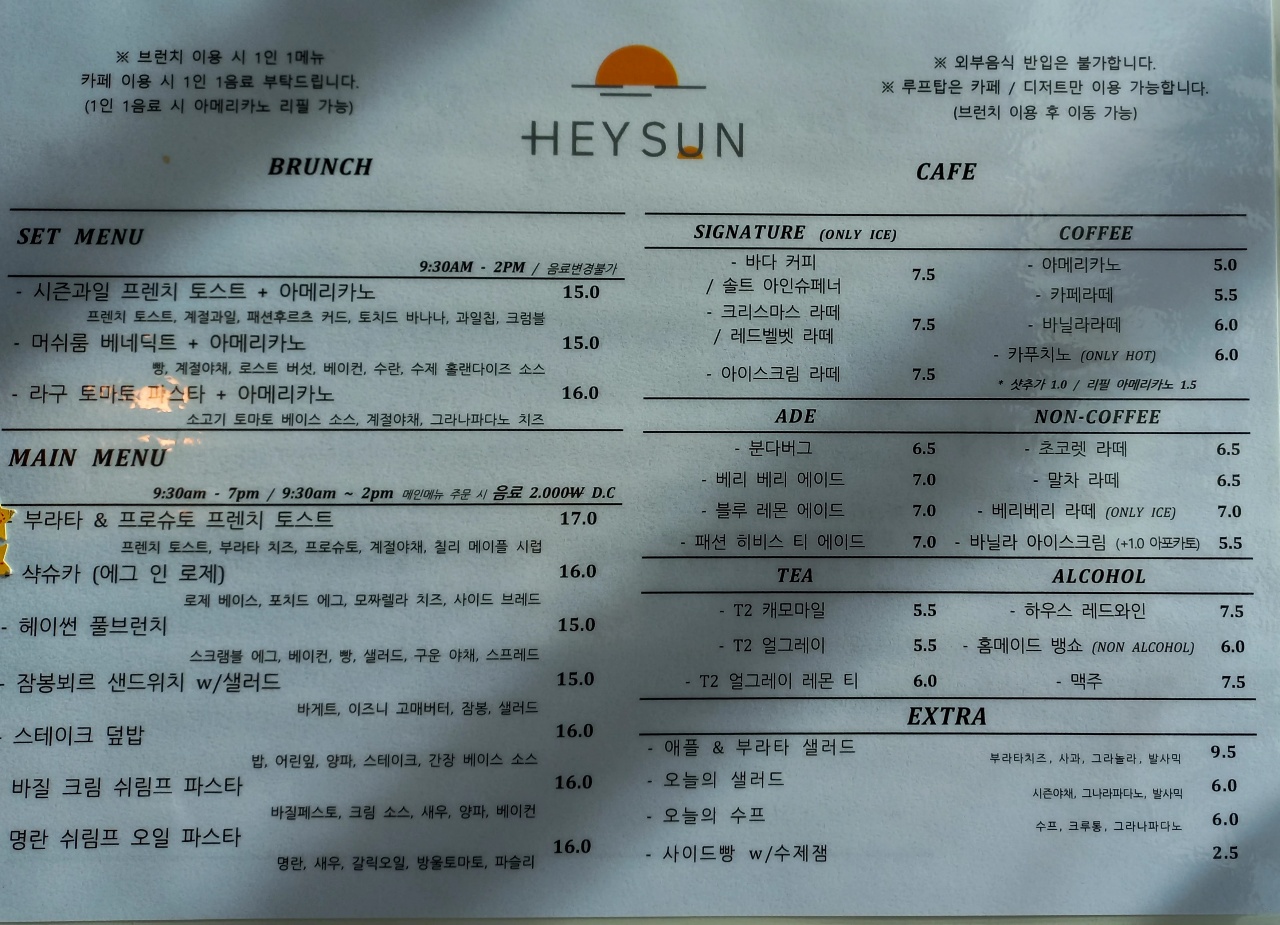 ※ 브런치 이용 시 1인 1메뉴
카페 이용 시 1인 1음료 부탁드립니다.
(1인 1음료 시 아메리카노 리필 가능)
HEYSUN
※ 외부음식 반입은 불가합니다.
※ 루프탑은 카페 / 디저트만 이용 가능합니다.
(브런치 이용 후 이동 가능)
BRUNCH
SET MENU
9:30AM - 2PM / 음료변경불가
- 시즌과일 프렌치 토스트 + 아메리카노 15.0
프렌치 토스트, 계절과일, 패션후르츠 커드, 토치드 바나나, 과일칩, 크럼블
- 머쉬룸 베네딕트 + 아메리카노 15.0
빵, 계절야채, 로스트 버섯, 베이컨, 수란, 수제 홀랜다이즈 소스
- 라구 토마토 파스타 + 아메리카노 16.0
소고기 토마토 베이스 소스, 계절야채, 그라나파다노 치즈
MAIN MENU
9:30am - 7pm / 9:30am ~ 2pm 메인메뉴 주문 시 음료 2.000₩ D.C
부라타 & 프로슈토 프렌치 토스트 17.0
프렌치 토스트, 부라타 치즈, 프로슈토, 계절야채, 칠리 메이플 시럽
샥슈카 (에그 인 로제) 16.0
로제 베이스, 포치드 에그, 모짜렐라 치즈, 사이드 브레드
- 헤이썬 풀브런치 15.0
스크램블 에그, 베이컨, 빵, 샐러드, 구운 야채, 스프레드
- 잠봉뵈르 샌드위치 w/샐러드 15.0
바게트, 이즈니 고매버터, 잠봉, 샐러드
- 스테이크 덮밥 16.0
밥, 어린잎, 양파, 스테이크, 간장 베이스 소스
바질 크림 쉬림프 파스타 16.0
바질페스토, 크림 소스, 새우, 양파, 베이컨
명란 쉬림프 오일 파스타 16.0
명란, 새우, 갈릭오일, 방울토마토, 파슬리
CAFE
SIGNATURE (ONLY ICE)
- 바다 커피
/ 솔트 아인슈페너 7.5
- 크리스마스 라떼
/ 레드벨벳 라떼 7.5
- 아이스크림 라떼 7.5
COFFEE
- 아메리카노 5.0
- 카페라떼 5.5
- 바닐라라떼 6.0
- 카푸치노 (ONLY HOT) 6.0
* 샷추가 1.0 / 리필 아메리카노 1.5
ADE
- 분다버그 6.5
- 베리 베리 에이드 7.0
- 블루 레몬 에이드 7.0
- 패션 히비스 티 에이드 7.0
NON-COFFEE
- 초코렛 라떼 6.5
- 말차 라떼 6.5
- 베리베리 라떼 (ONLY ICE) 7.0
- 바닐라 아이스크림 (+1.0 아포카토) 5.5
TEA
- T2 캐모마일 5.5
- T2 얼그레이 5.5
- T2 얼그레이 레몬 티 6.0
ALCOHOL
- 하우스 레드와인 7.5
- 홈메이드 뱅쇼 (NON ALCOHOL) 6.0
- 맥주 7.5
EXTRA
- 애플 & 부라타 샐러드 부라타치즈, 사과, 그라놀라, 발사믹 9.5
- 오늘의 샐러드 시즌야채, 그나라파다노, 발사믹 6.0
- 오늘의 수프 수프, 크루통, 그라나파다노 6.0
- 사이드빵 w/수제잼 2.5